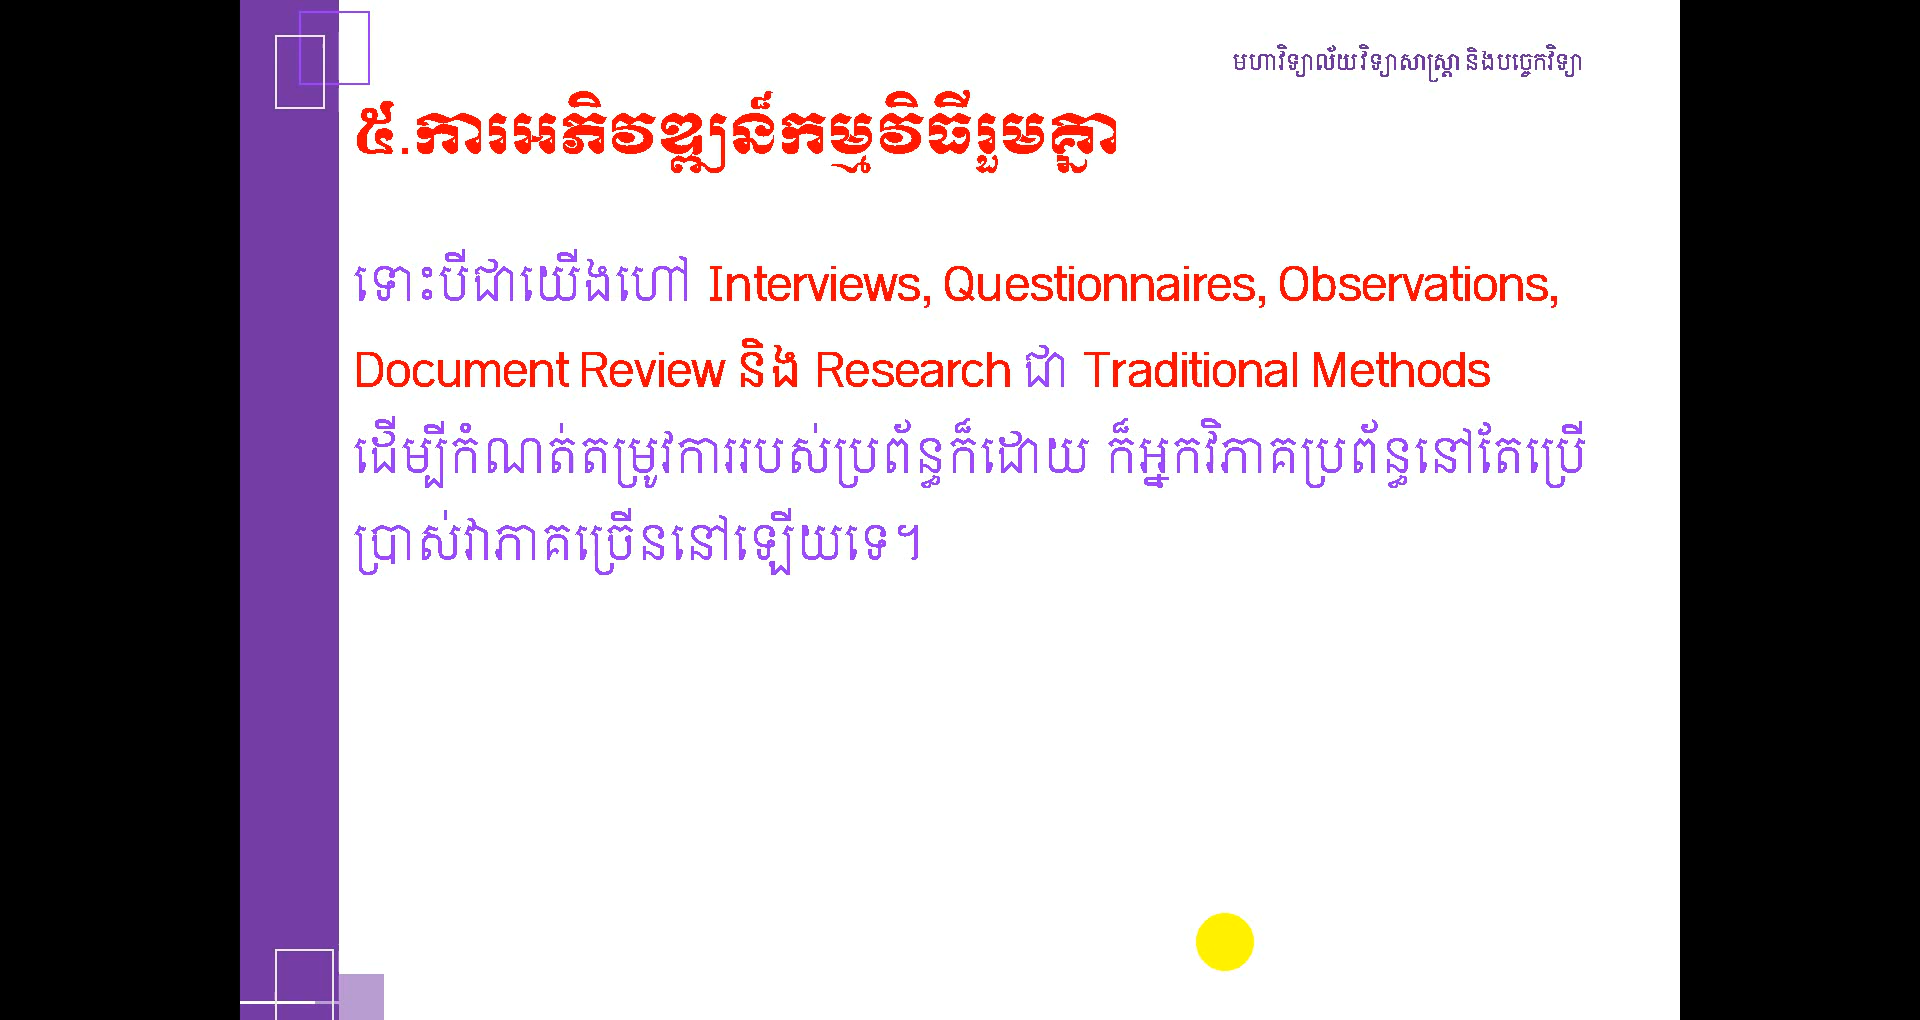 មហាវិទ្យាល័យវិទ្យាសាស្ត្រា និងបច្ចេកវិទ្យា
៥.ការអភិវឌ្ឍន៍កម្មវិធីរួមគ្នា
ទោះបីជាយើងហៅ Interviews, Questionnaires, Observations,
Document Review និង Research ជា Traditional Methods
ដើម្បីកំណត់តម្រូវការរបស់ប្រព័ន្ធក៏ដោយ ក៏អ្នកវិភាគប្រព័ន្ធនៅតែប្រើ
ប្រាស់វាភាគច្រើននៅឡើយទេ។